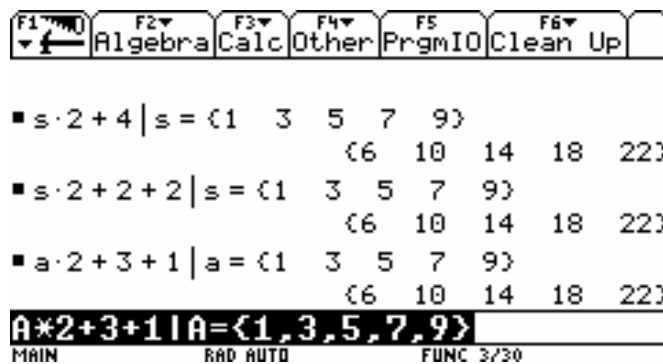 F1 F2 Algebra F3 Calc F4 Other F5 PrgmIO F6 Clean Up
■ s·2 + 4 | s = {1 3 5 7 9}
{6 10 14 18 22}
■ s·2 + 2 + 2 | s = {1 3 5 7 9}
{6 10 14 18 22}
■ a·2 + 3 + 1 | a = {1 3 5 7 9}
{6 10 14 18 22}
A*2+3+1|A={1,3,5,7,9}
MAIN RAD AUTO FUNC 3/30